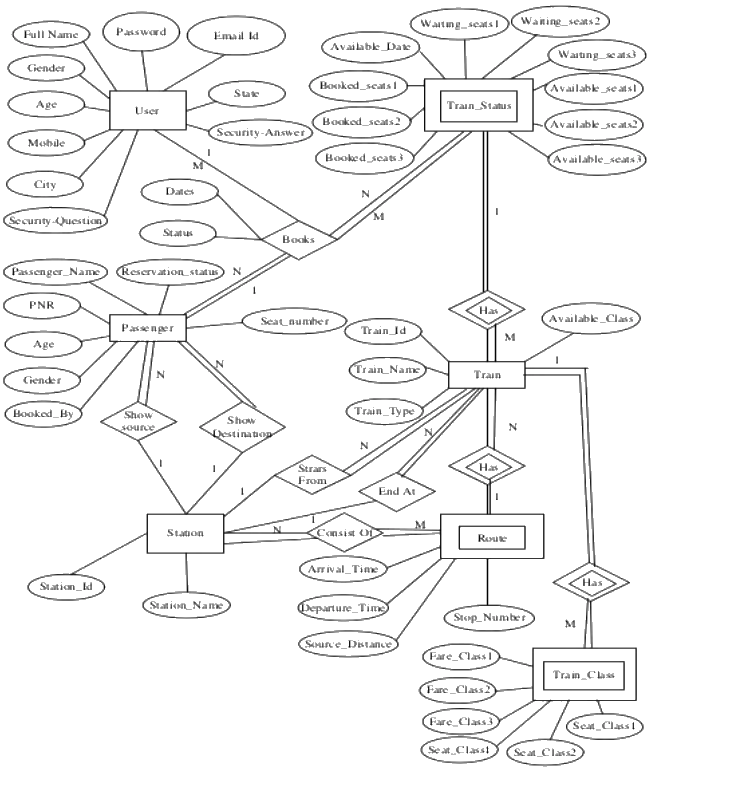 Full Name
Password
Email Id
Gender
Age
Mobile
City
Security-Question
User
State
Security-Answer
Waiting_seats1
Waiting_seats2
Waiting_seats3
Available_Date
Booked_seats1
Booked_seats2
Booked_seats3
Train_Status
Available_seats1
Available_seats2
Available_seats3
1
M
N
M
Dates
Status
Books
N
1
1
Passenger_Name
Reservation_status
PNR
Age
Gender
Booked_By
Passenger
Seat_number
N
N
Show
source
Show
Destination
1
1
Has
M
Available_Class
Train_Id
Train_Name
Train_Type
Train
1
N
N
N
Strars
From
End At
1
1
Has
1
Station
N
Consist Of
M
Route
Station_Id
Station_Name
Arrival_Time
Departure_Time
Source_Distance
Stop_Number
Has
M
Train_Class
Fare_Class1
Fare_Class2
Fare_Class3
Seat_Class4
Seat_Class2
Seat_Class1